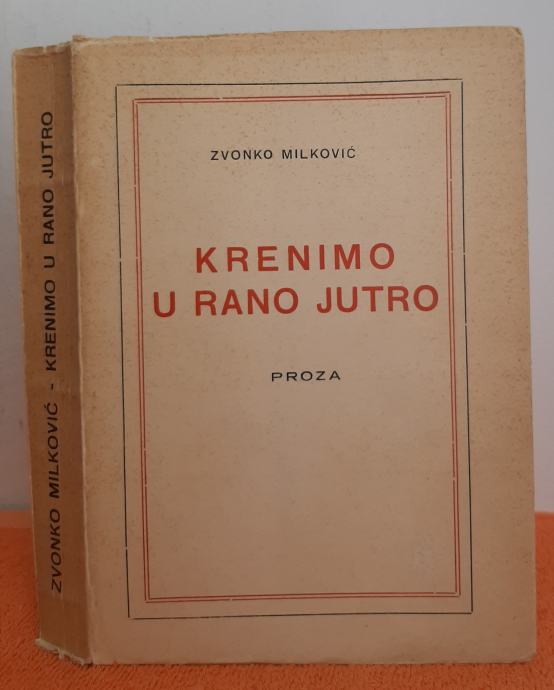 ZVONKO MILKOVIĆ - KRENIMO U RANO JUTRO
ZVONKO MILKOVIĆ
KRENIMO
U RANO JUTRO
PROZA